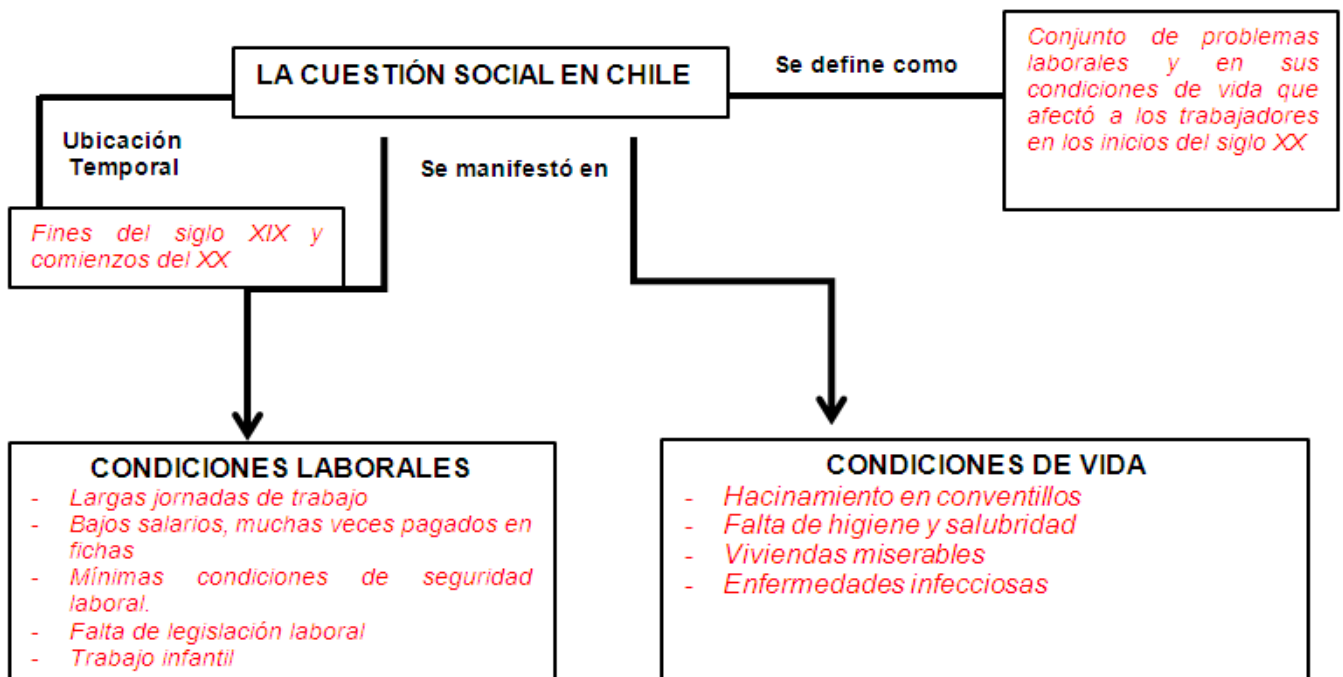 LA CUESTIÓN SOCIAL EN CHILE
Se define como
Conjunto de problemas
laborales y en sus
condiciones de vida que
afectó a los trabajadores
en los inicios del siglo XX
Ubicación
Temporal
Se manifestó en
Fines del siglo XIX y
comienzos del XX
CONDICIONES LABORALES
- Largas jornadas de trabajo
- Bajos salarios, muchas veces pagados en
fichas
- Mínimas condiciones de seguridad
laboral.
- Falta de legislación laboral
- Trabajo infantil
CONDICIONES DE VIDA
- Hacinamiento en conventillos
- Falta de higiene y salubridad
- Viviendas miserables
- Enfermedades infecciosas